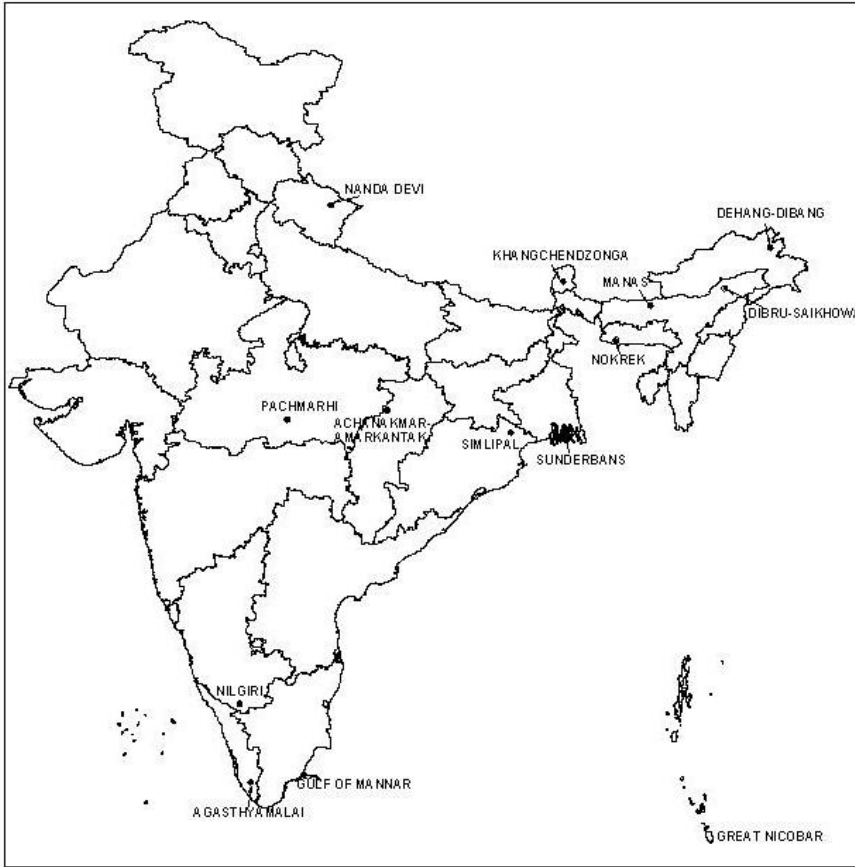 NANDA DEVI
DEHANG-DIBANG
KHANGCHENDZONGA
MANAS
DIBRU-SAIKHOWA
NOKREK
PACHMARHI
ACHANAKMAR-
AMARKANTAK
SIMLIPAL
SUNDERBANS
NILGIRI
GULF OF MANNAR
AGASTHYAMALAI
GREAT NICOBAR